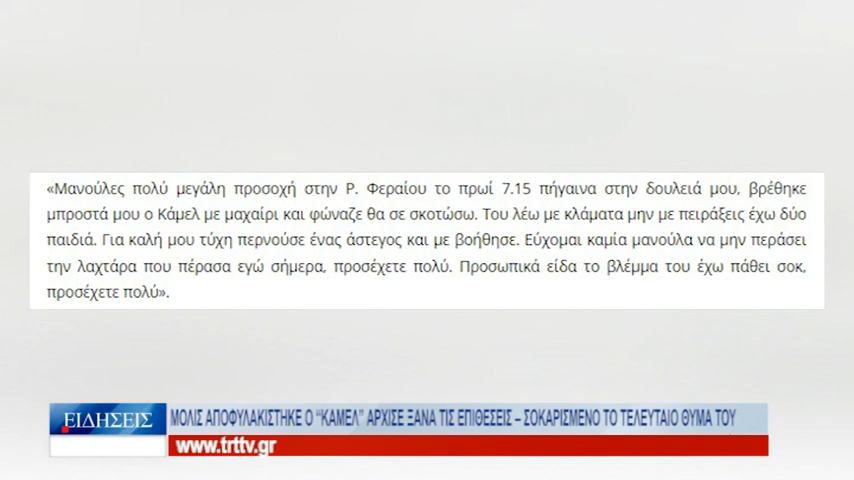 «Μανούλες πολύ μεγάλη προσοχή στην Ρ. Φεραίου το πρωί 7.15 πήγαινα στην δουλειά μου, βρέθηκε
μπροστά μου ο Κάμελ με μαχαίρι και φώναζε θα σε σκοτώσω. Του λέω με κλάματα μην με πειράξεις έχω δύο
παιδιά. Για καλή μου τύχη περνούσε ένας άστεγος και με βοήθησε. Εύχομαι καμία μανούλα να μην περάσει
την λαχτάρα που πέρασα εγώ σήμερα, προσέχετε πολύ. Προσωπικά είδα το βλέμμα του έχω πάθει σοκ,
προσέχετε πολύ».
ΕΙΔΗΣΕΙΣ ΜΟΛΙΣ ΑΠΟΦΥΛΑΚΙΣΤΗΚΕ Ο “ΚΑΜΕΛ” ΑΡΧΙΣΕ ΞΑΝΑ ΤΙΣ ΕΠΙΘΕΣΕΙΣ – ΣΟΚΑΡΙΣΜΕΝΟ ΤΟ ΤΕΛΕΥΤΑΙΟ ΘΥΜΑ ΤΟΥ
www.trttv.gr